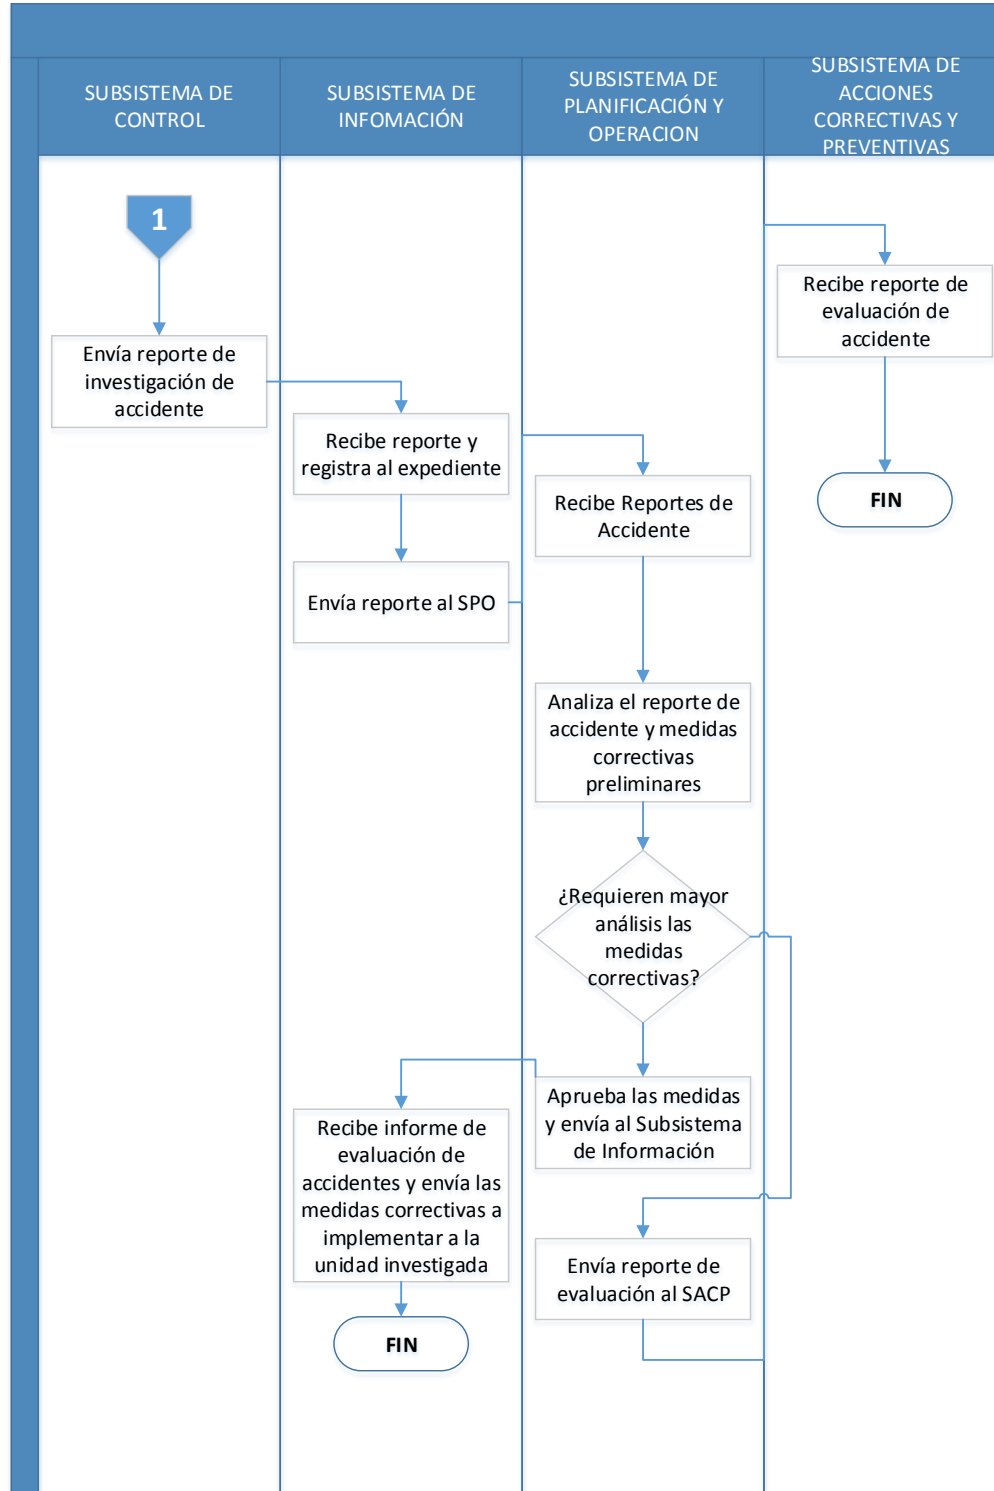 SUBSISTEMA DE
CONTROL
SUBSISTEMA DE
INFOMACIÓN
SUBSISTEMA DE
PLANIFICACIÓN Y
OPERACION
SUBSISTEMA DE
ACCIONES
CORRECTIVAS Y
PREVENTIVAS
1
Envía reporte de
investigación de
accidente
Recibe reporte y
registra al expediente
Envía reporte al SPO
Recibe Reportes de
Accidente
Analiza el reporte de
accidente y medidas
correctivas
preliminares
¿Requieren mayor
análisis las
medidas
correctivas?
Aprueba las medidas
y envía al Subsistema
de Información
Recibe informe de
evaluación de
accidentes y envía las
medidas correctivas a
implementar a la
unidad investigada
FIN
Envía reporte de
evaluación al SACP
Recibe reporte de
evaluación de
accidente
FIN